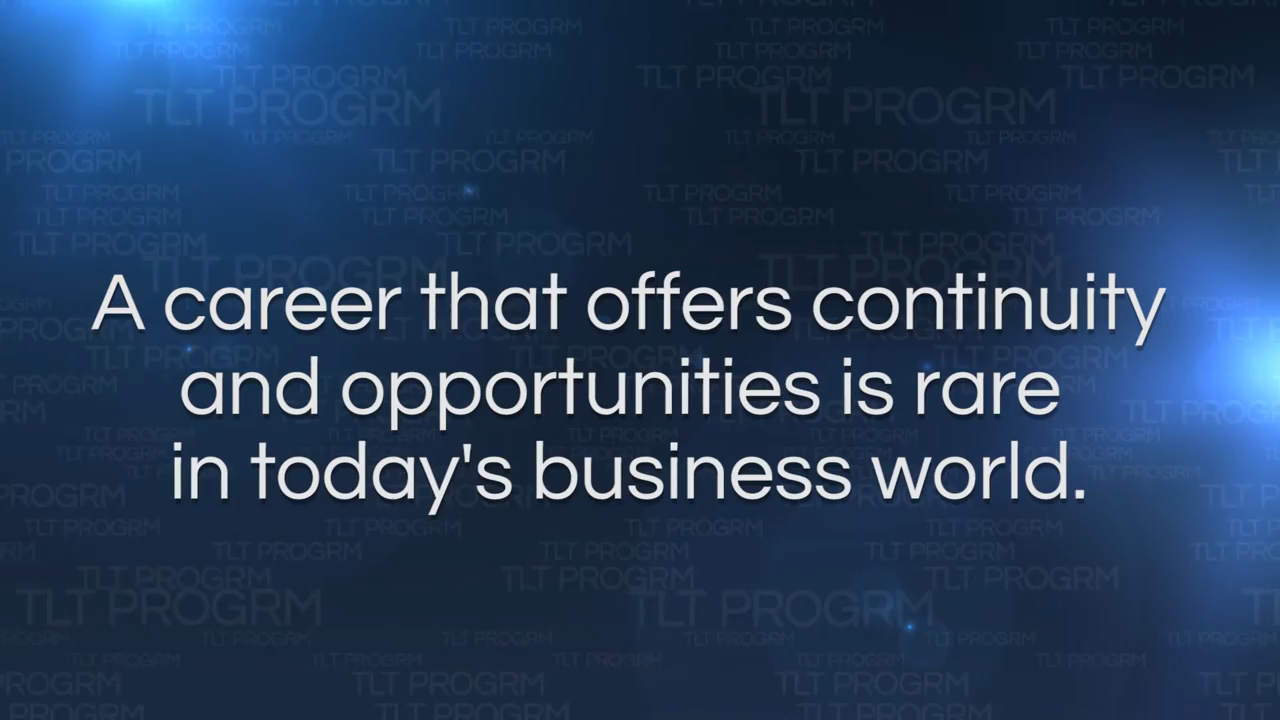 A career that offers continuity
and opportunities is rare
in today's business world.
TLT PROGRM